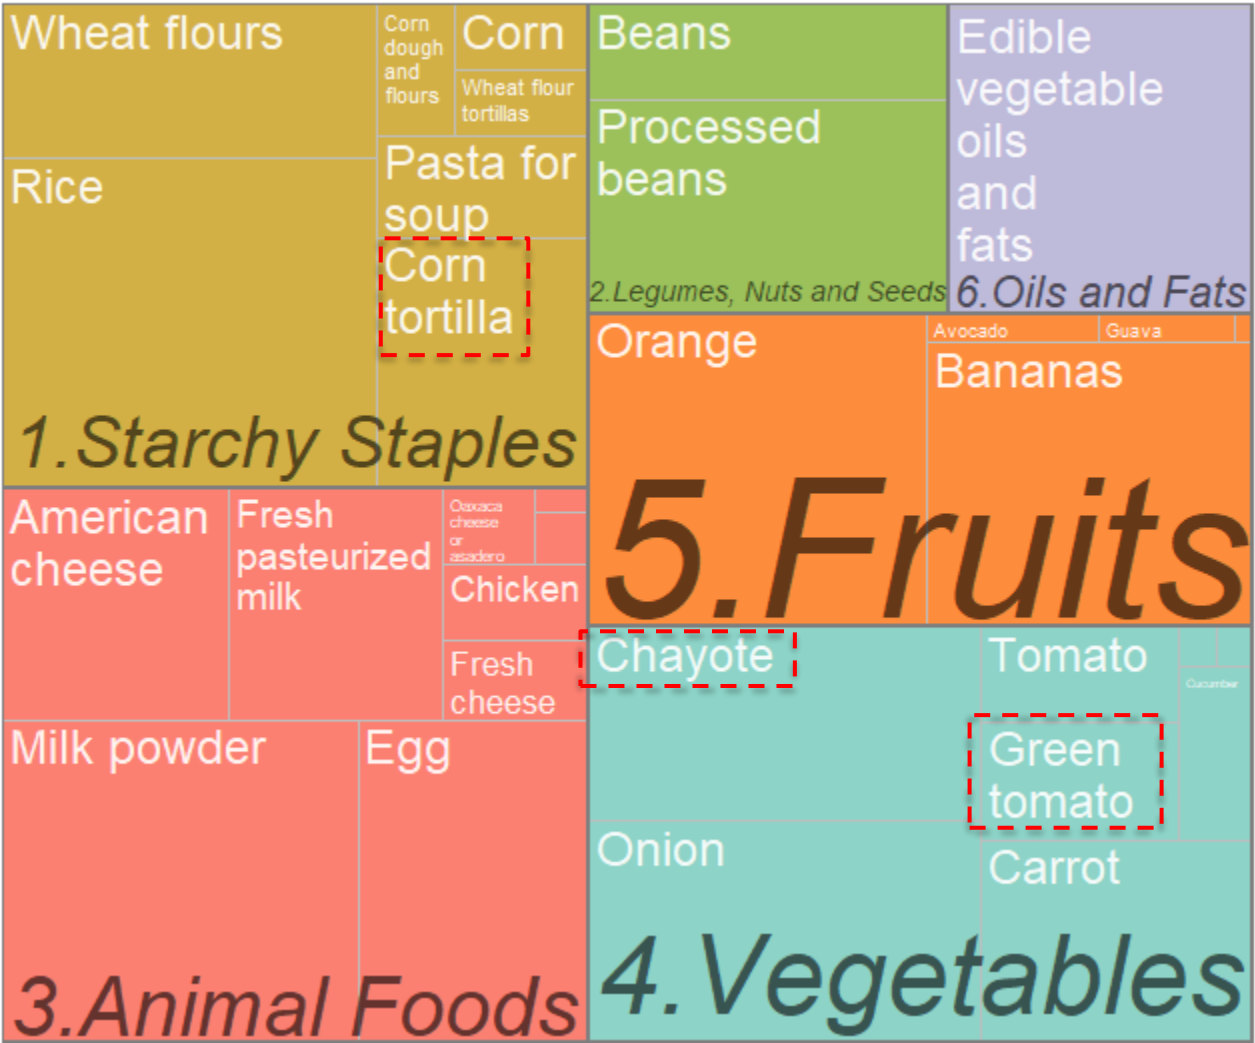 Wheat flours
Corn
dough
and
flours
Corn
Wheat flour
tortillas
Rice
Pasta for
soup
Corn
tortilla
1.Starchy Staples
Beans
Processed
beans
2.Legumes, Nuts and Seeds
Edible
vegetable
oils
and
fats
6.Oils and Fats
Orange
Avocado
Guava
Bananas
5.Fruits
American
cheese
Fresh
pasteurized
milk
Oaxaca
cheese
or
asadero
Chicken
Fresh
cheese
Milk powder
Egg
3.Animal Foods
Chayote
Tomato
Cucumber
Green
tomato
Onion
Carrot
4.Vegetables